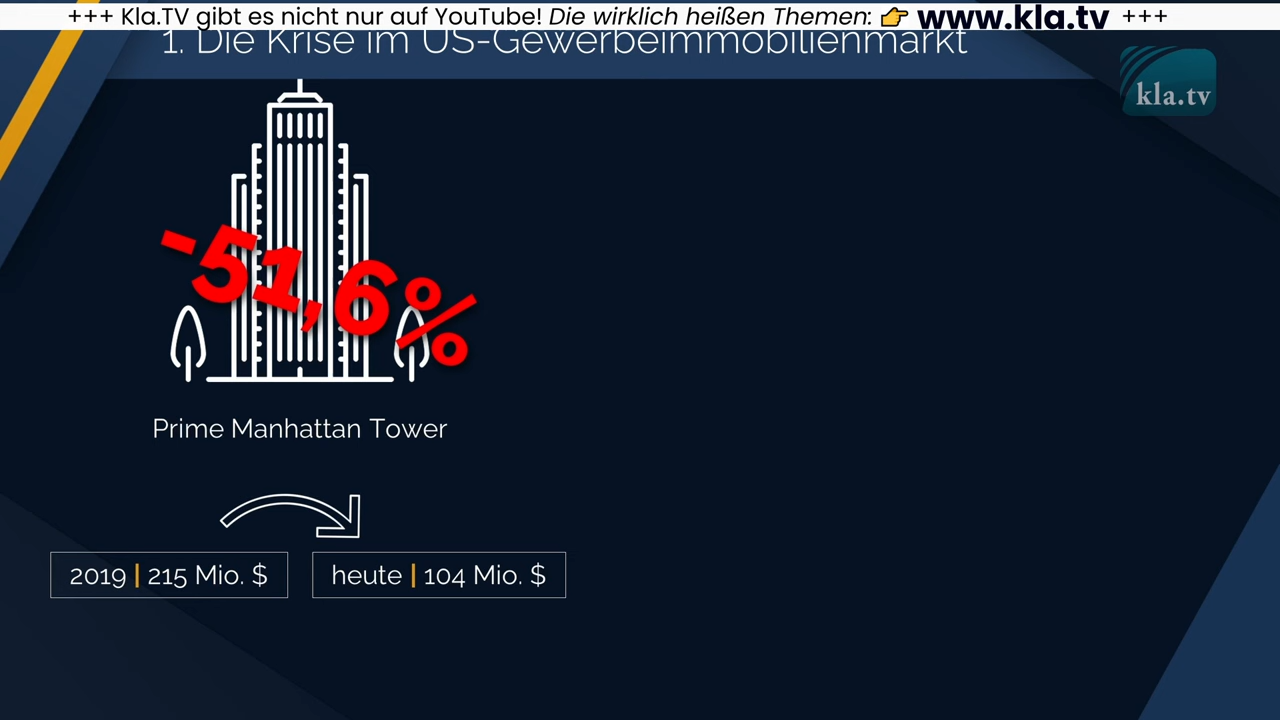 +++ Kla.TV gibt es nicht nur auf YouTube! Die wirklich heißen Themen: 👉 www.kla.tv +++
1. Die Krise im US-Gewerbeimmobilienmarkt
kla.tv
-51,6%
Prime Manhattan Tower
2019 | 215 Mio. $
heute | 104 Mio. $